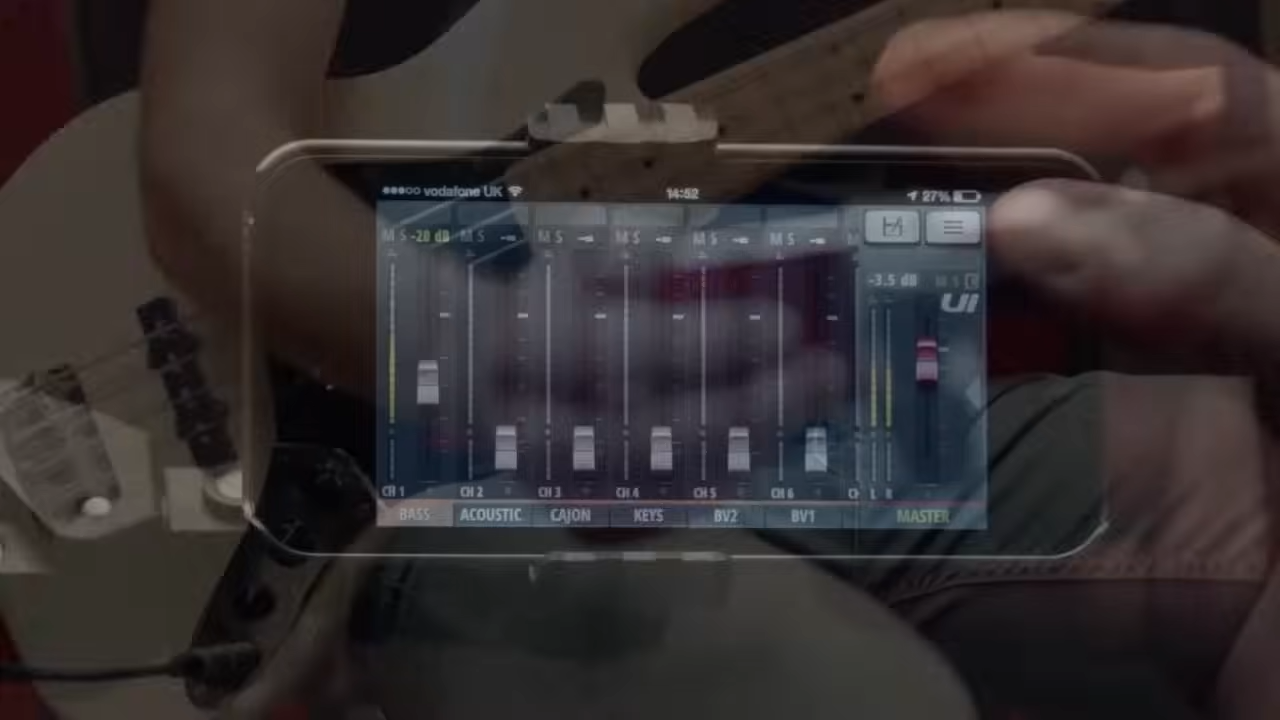 ●●●○○ vodafone UK 14:52 27%
M S -28 dB M S -∞ M S -∞ M S -∞ M S -∞ M S -∞ M
-3.5 dB M S
Ui
CH 1 CH 2 CH 3 CH 4 CH 5 CH 6 CH L R
BASS ACOUSTIC CAJON KEYS BV2 BV1 MASTER